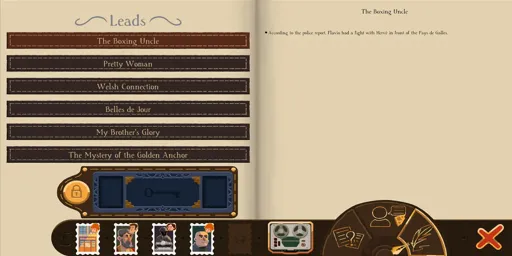 Leads
The Boxing Uncle
Pretty Woman
Welsh Connection
Belles de Jour
My Brother's Glory
The Mystery of the Golden Anchor
The Boxing Uncle
According to the police report, Flavio had a fight with Hervé in front of the Pays de Galles.